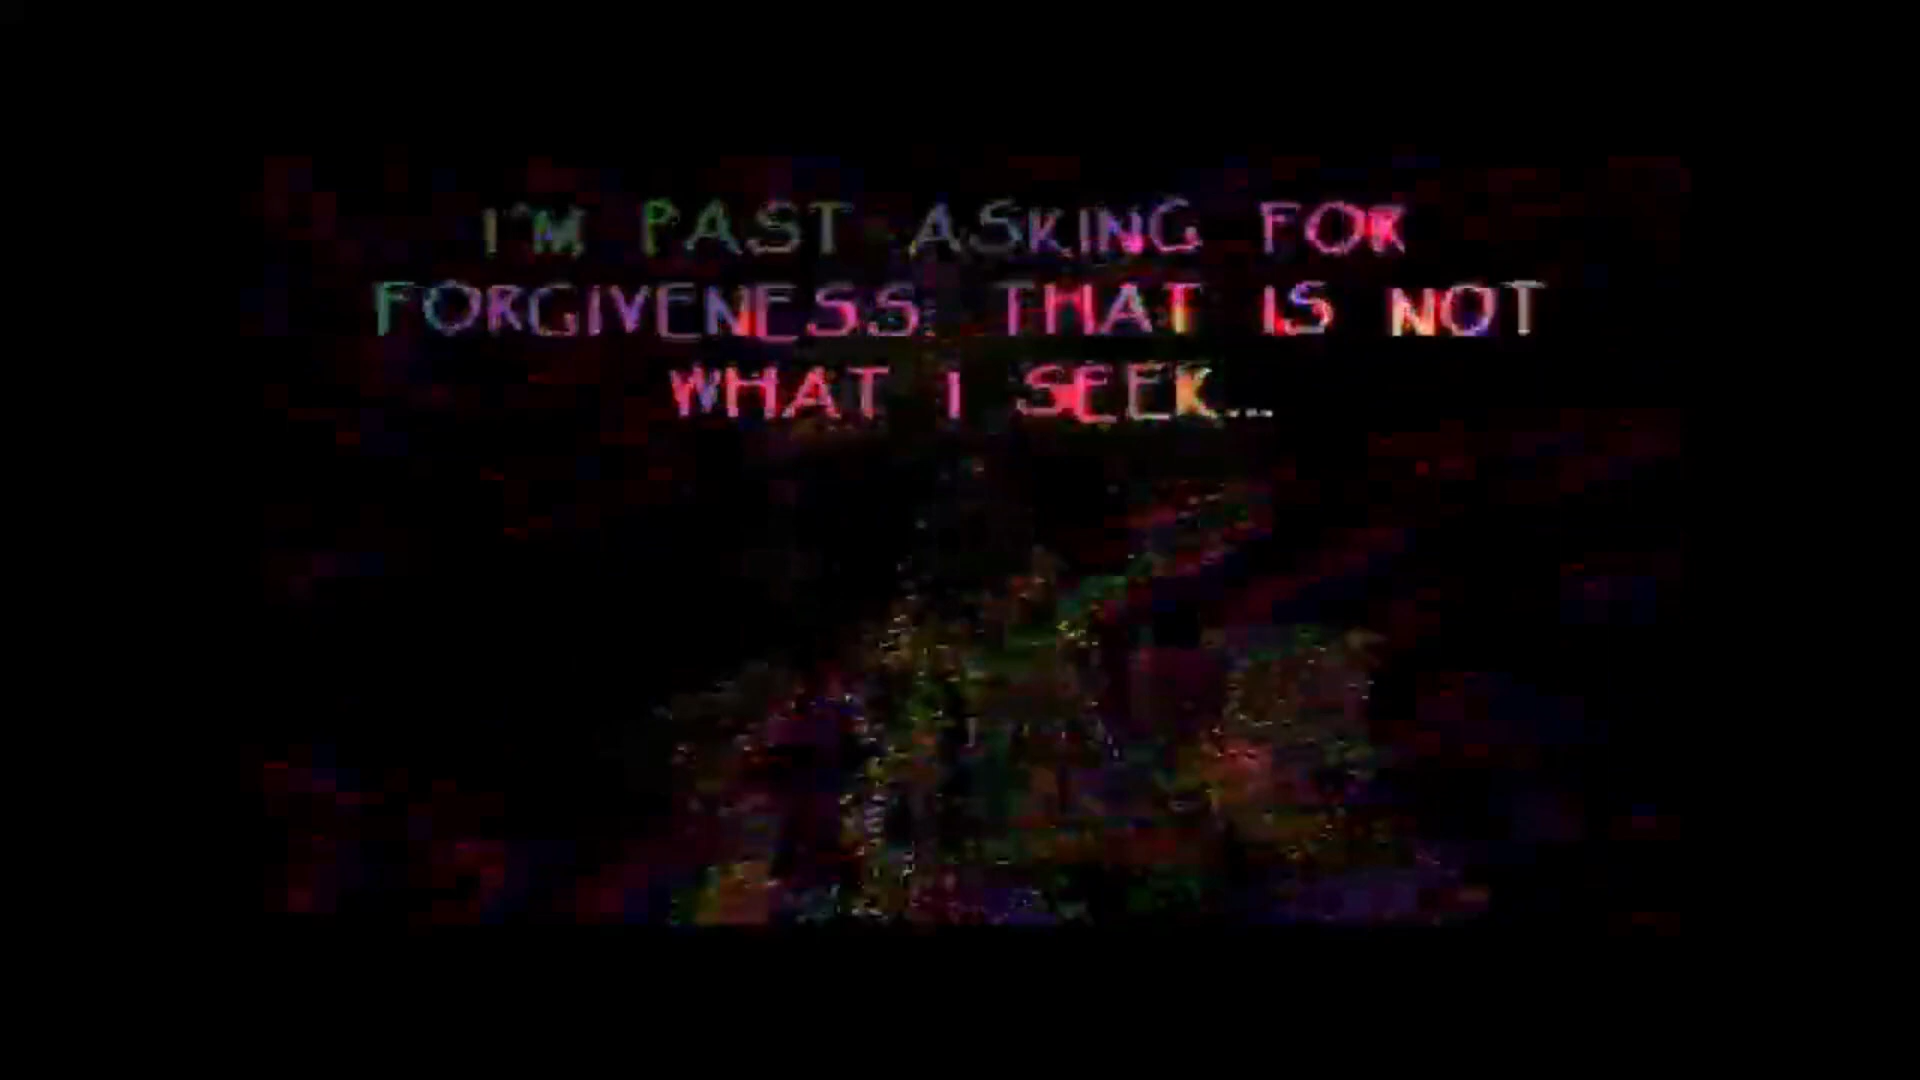 I'M PAST ASKING FOR
FORGIVENESS. THAT IS NOT
WHAT I SEEK...